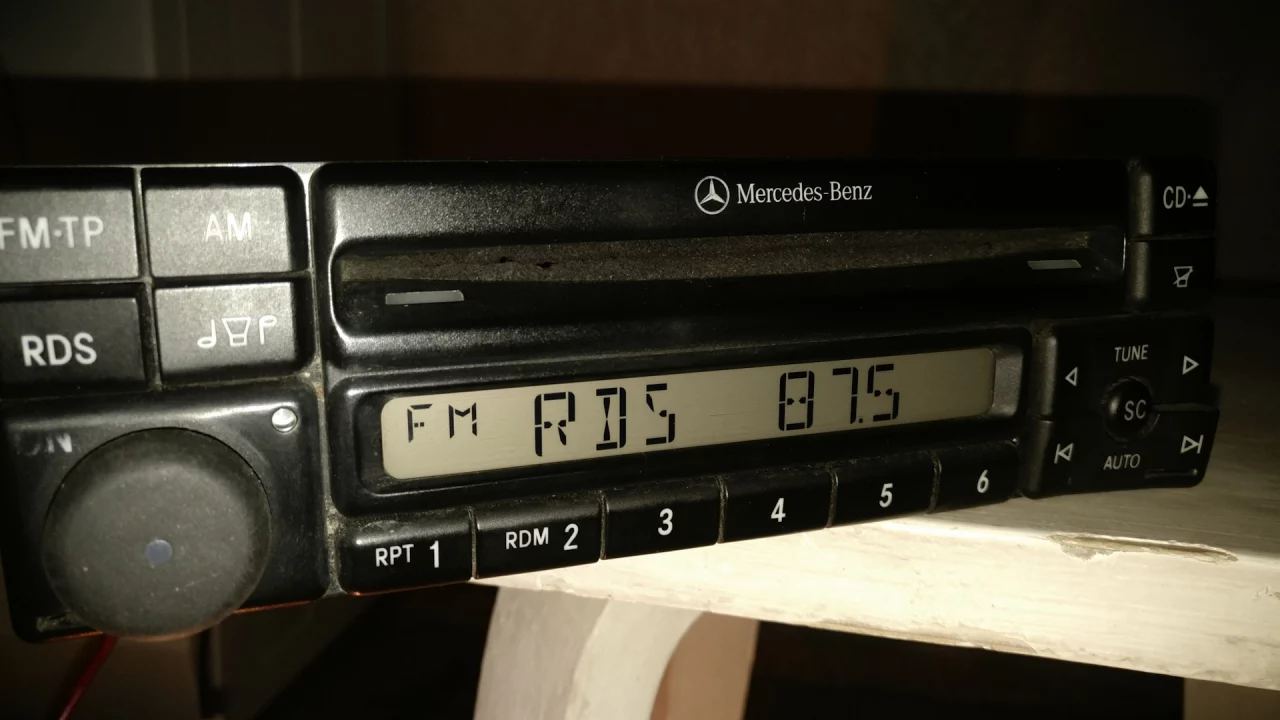 Mercedes-Benz
CD
FM·TP
AM
RDS
TUNE
SC
AUTO
FM RDS 87.5
ON
RPT 1
RDM 2
3
4
5
6